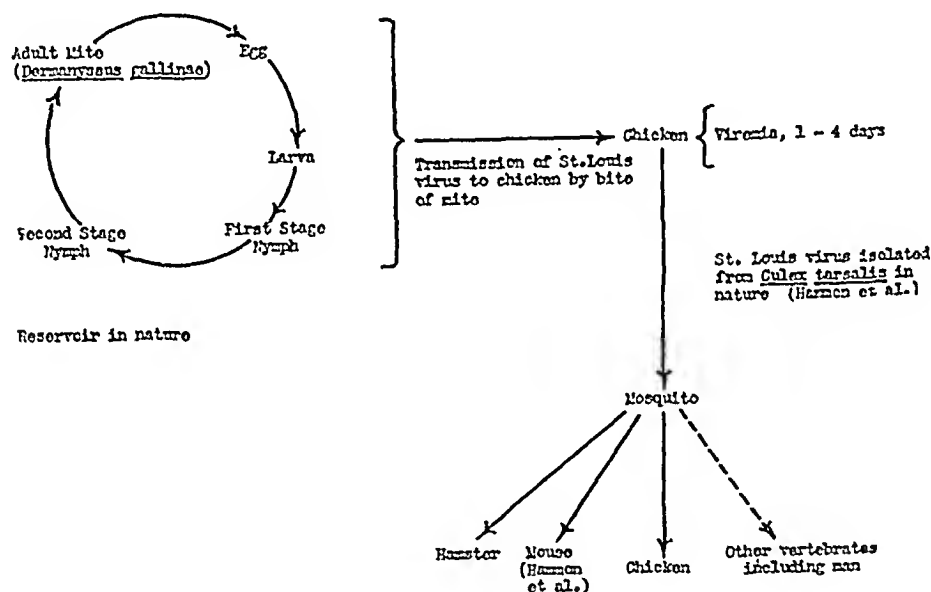 Adult Mite
(Dermanyssus gallinae)
Egg
Larva
First Stage
Nymph
Second Stage
Nymph
Reservoir in nature
Transmission of St.Louis
virus to chicken by bite
of mite
Chicken
Viremia, 1 - 4 days
St. Louis virus isolated
from Culex tarsalis in
nature (Hammon et al.)
Mosquito
Hamster
Mouse
(Hammon
et al.)
Chicken
Other vertebrates
including man